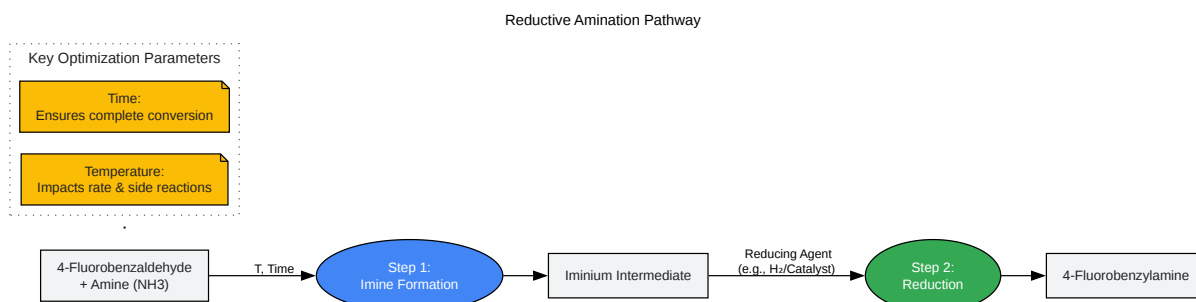 Reductive Amination Pathway
Key Optimization Parameters
Time:
Ensures complete conversion
Temperature:
Impacts rate & side reactions
.
4-Fluorobenzaldehyde
+ Amine (NH3)
T, Time
Step 1:
Imine Formation
Iminium Intermediate
Reducing Agent
(e.g., H₂/Catalyst)
Step 2:
Reduction
4-Fluorobenzylamine